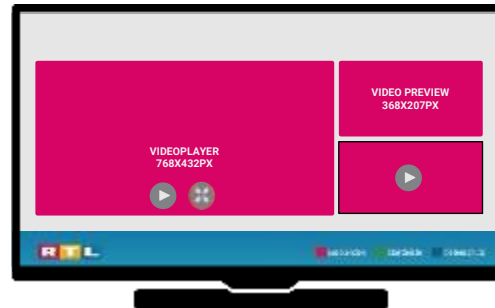 VIDEO PREVIEW
368X207PX
VIDEOPLAYER
768X432PX
RTL